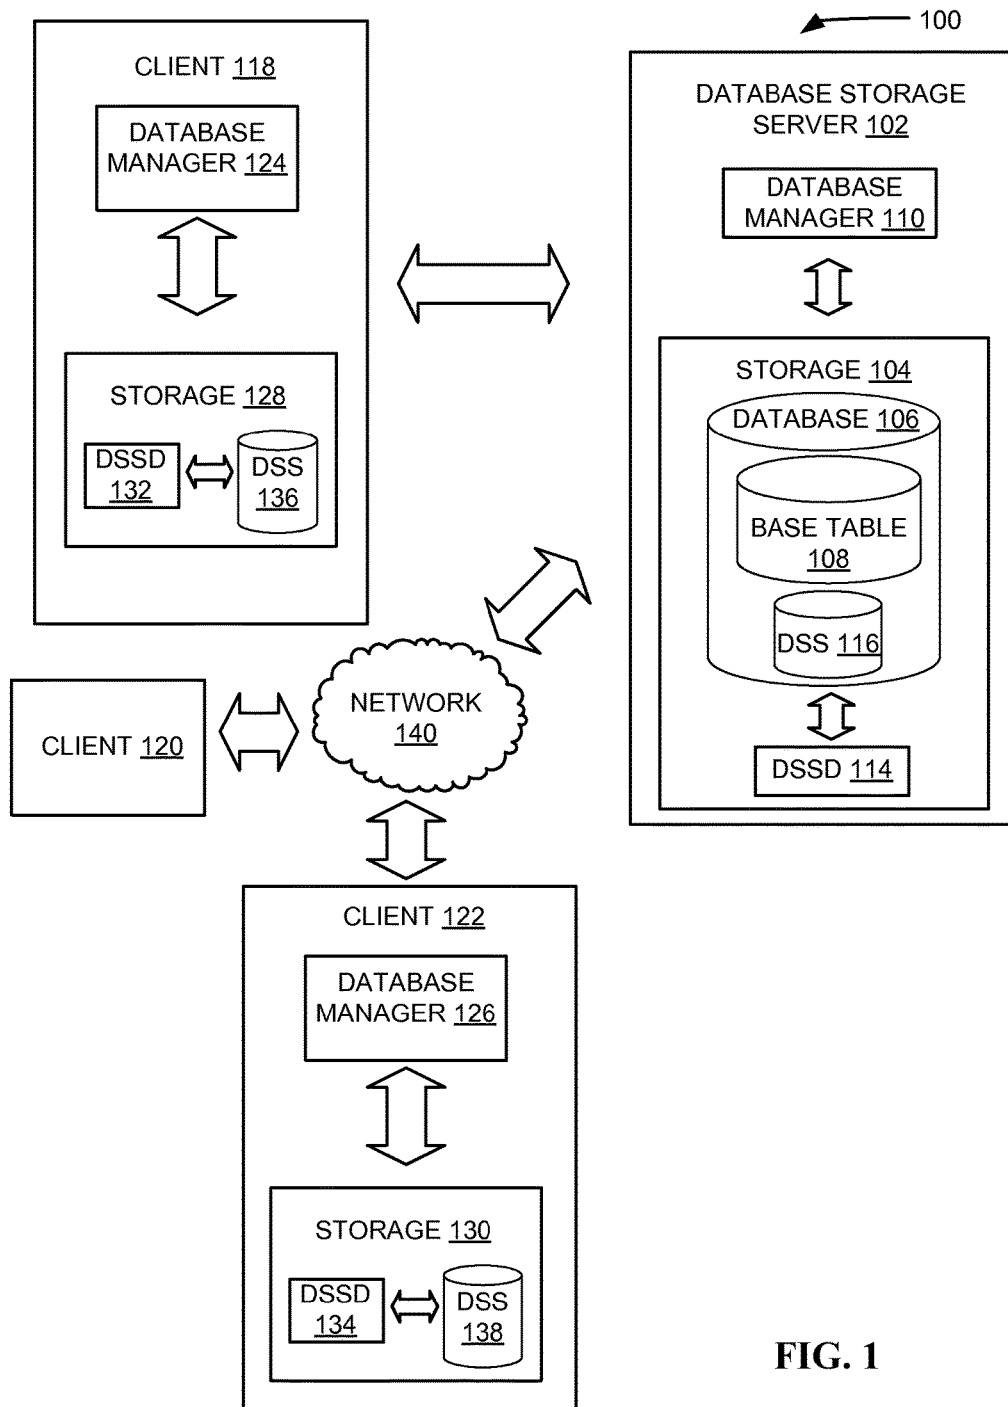 100
CLIENT 118
DATABASE
MANAGER 124
STORAGE 128
DSSD
132
DSS
136
DATABASE STORAGE
SERVER 102
DATABASE
MANAGER 110
STORAGE 104
DATABASE 106
BASE TABLE
108
DSS 116
DSSD 114
NETWORK
140
CLIENT 120
CLIENT 122
DATABASE
MANAGER 126
STORAGE 130
DSSD
134
DSS
138
FIG. 1